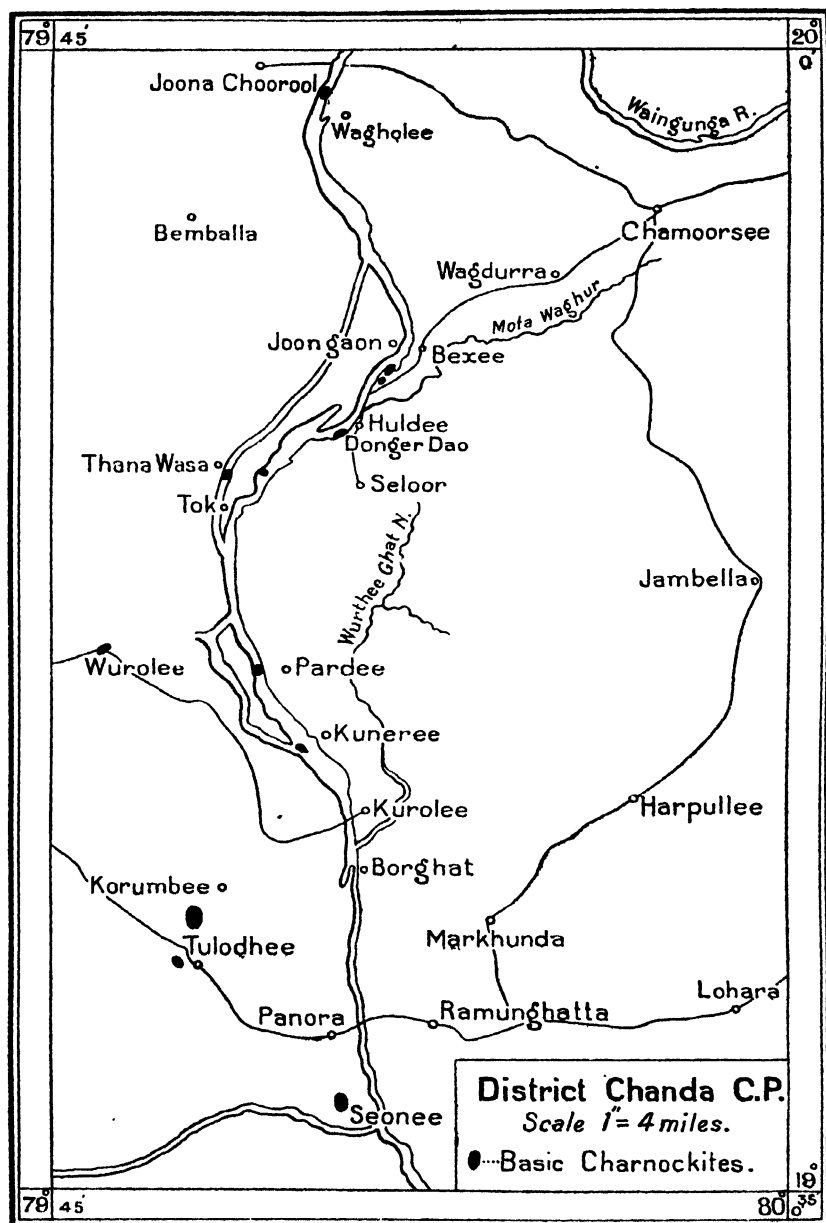 79° 45′
20° 0′
Joona Choorool
Wagholee
Waingunga R.
Bemballa
Chamoorsee
Wagdurra
Mota Waghur
Joongaon
Bexee
Huldee
Donger Dao
Thana Wasa
Seloor
Tok
Wurthee Ghat N.
Jambella
Wurolee
Pardee
Kuneree
Kurolee
Harpullee
Borghat
Korumbee
Markhunda
Tulodhee
Lohara
Panora
Ramunghatta
Seonee
District Chanda C.P.
Scale 1″ = 4 miles.
Basic Charnockites.
79° 45′
80° 0′
19° 35′